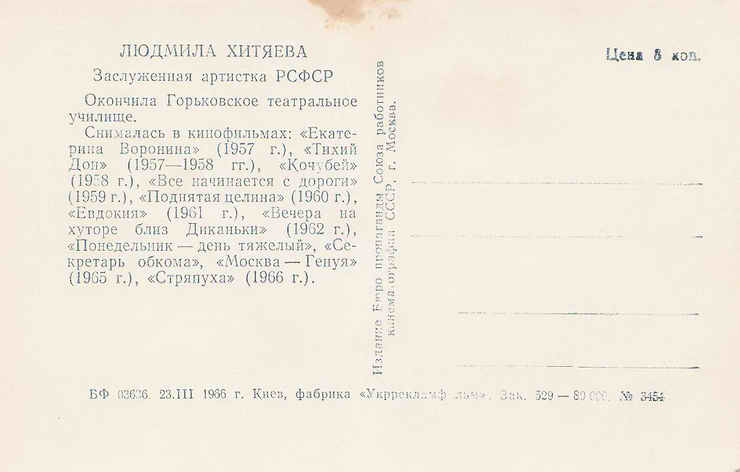 ЛЮДМИЛА ХИТЯЕВА
Заслуженная артистка РСФСР
Окончила Горьковское театральное
училище.
Снималась в кинофильмах: «Екате-
рина Воронина» (1957 г.), «Тихий
Дон» (1957—1958 гг.), «Кочубей»
(1958 г.), «Все начинается с дороги»
(1959 г.), «Поднятая целина» (1960 г.),
«Евдокия» (1961 г.), «Вечера на
хуторе близ Диканьки» (1962 г.),
«Понедельник — день тяжелый», «Се-
кретарь обкома», «Москва — Генуя»
(1965 г.), «Стряпуха» (1966 г.).
Издание Бюро пропаганды Союза работников
кинематографии СССР, г. Москва.
Цена 8 коп.
БФ 03636. 23.III 1966 г. Киев, фабрика «Укррекламфильм». Зак. 529 — 80 000. № 3454